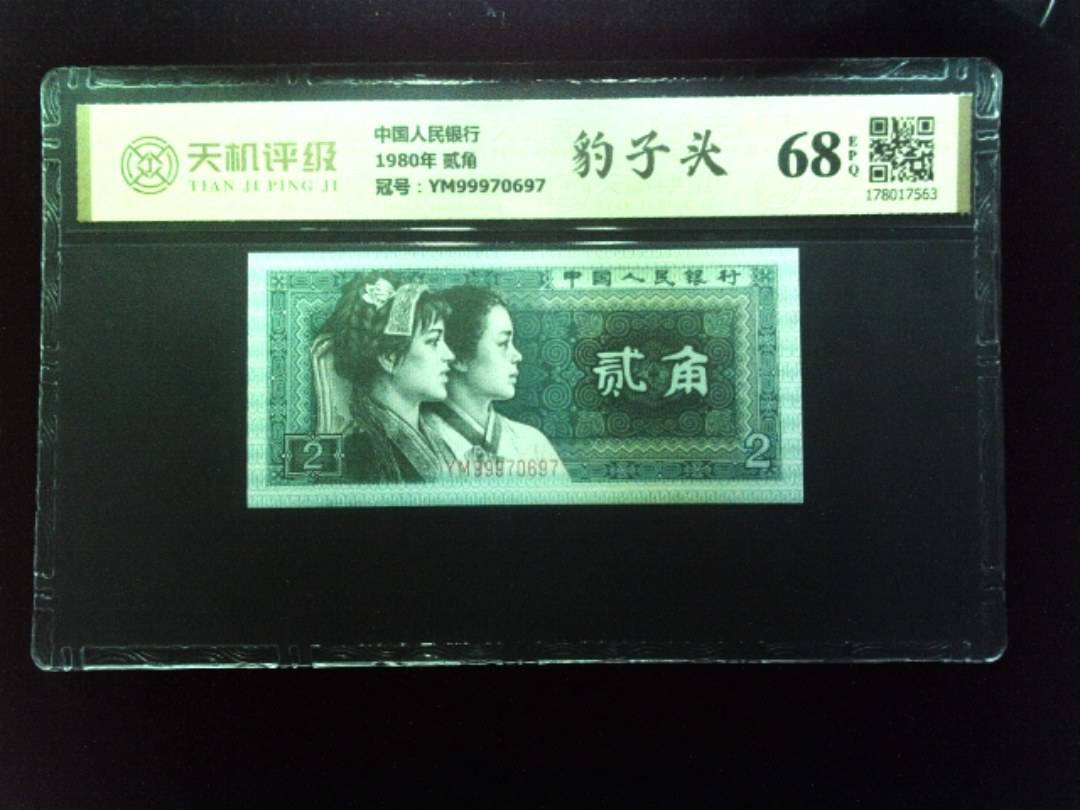 天机评级
TIAN JI PING JI
中国人民银行
1980年 贰角
冠号：YM99970697
豹子头
68
EPQ
178017563
中国人民银行
贰角
2
2
YM99970697